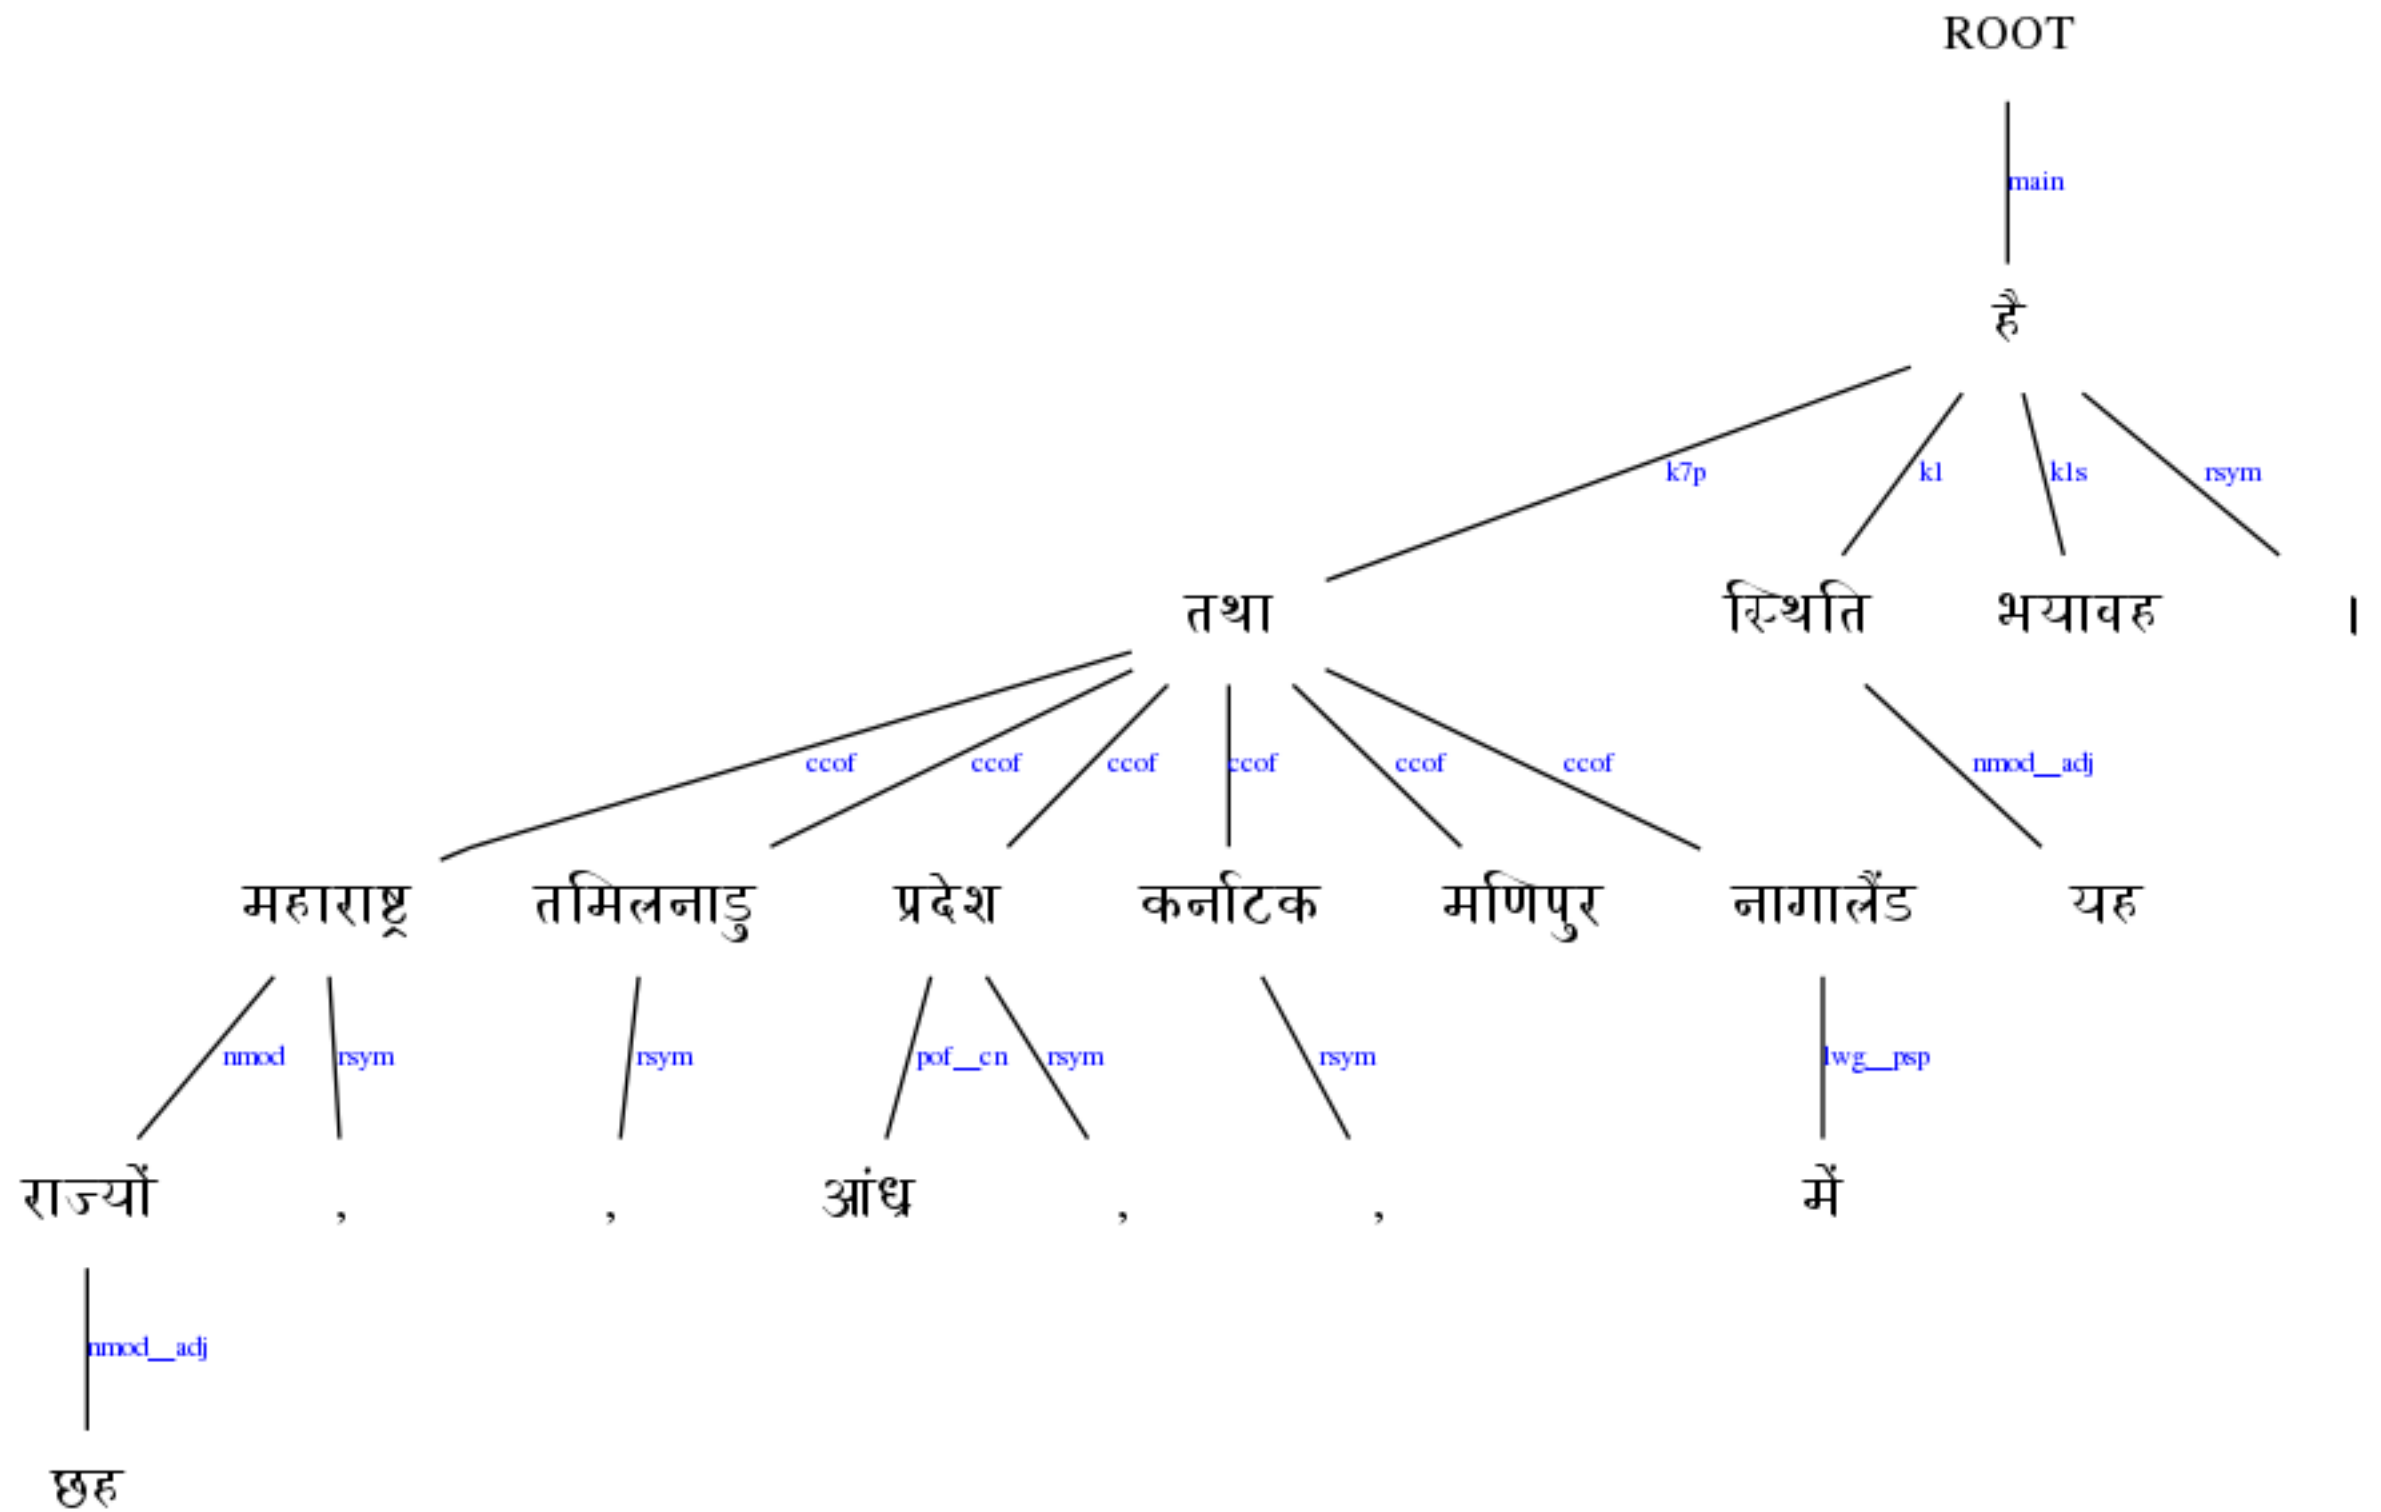 ROOT
main
है
k7p k1 k1s rsym
तथा स्थिति भयावह ।
ccof ccof ccof ccof ccof ccof nmod__adj
महाराष्ट्र तमिलनाडु प्रदेश कर्नाटक मणिपुर नागालैंड यह
nmod rsym rsym pof__cn rsym rsym lwg__psp
राज्यों , , आंध्र , , में
nmod__adj
छह